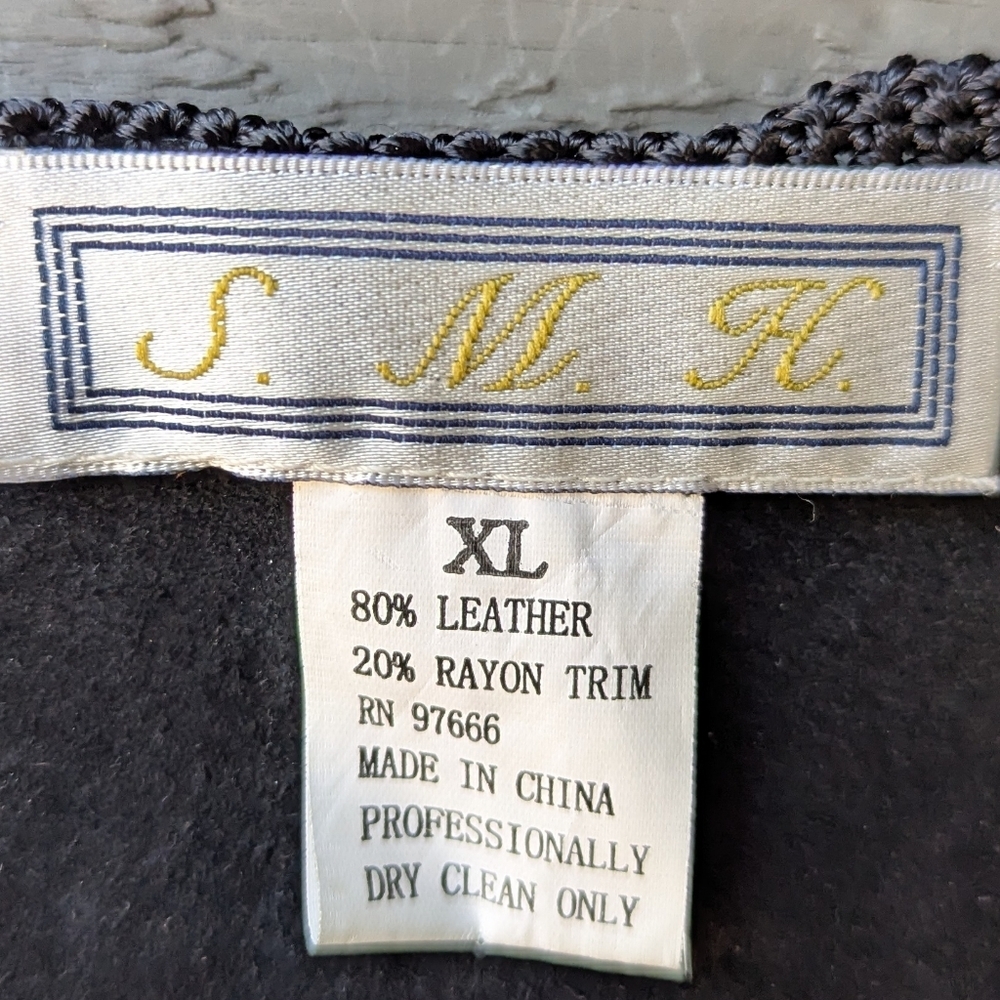 S. M. H.
XL
80% LEATHER
20% RAYON TRIM
RN 97666
MADE IN CHINA
PROFESSIONALLY
DRY CLEAN ONLY